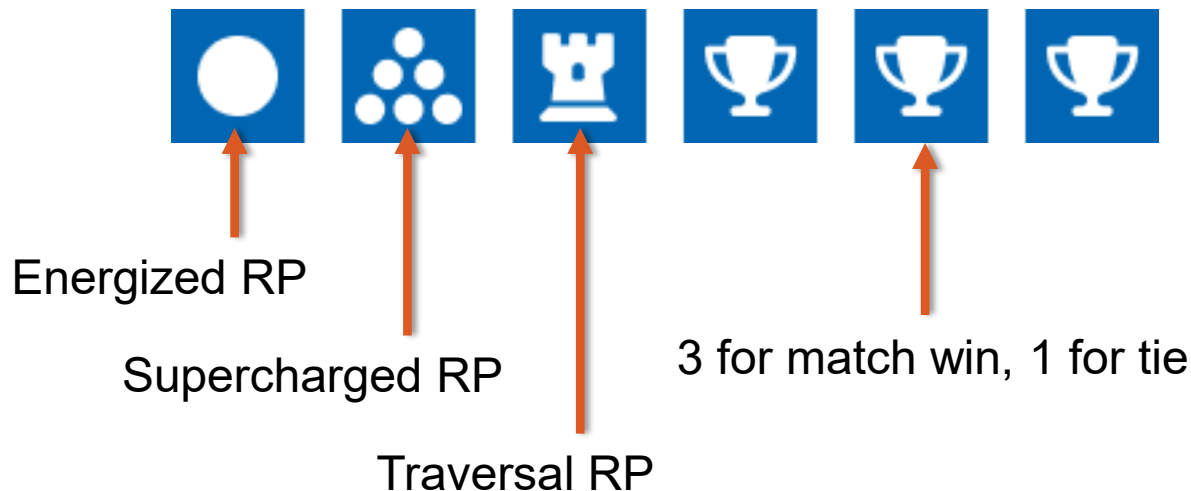 Energized RP
Supercharged RP
3 for match win, 1 for tie
Traversal RP